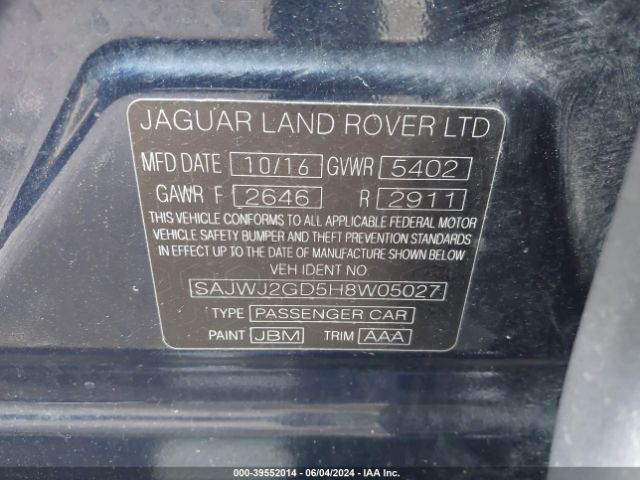 JAGUAR LAND ROVER LTD
MFD DATE 10/16 GVWR 5402
GAWR F 2646 R 2911
THIS VEHICLE CONFORMS TO ALL APPLICABLE FEDERAL MOTOR
VEHICLE SAFETY BUMPER AND THEFT PREVENTION STANDARDS
IN EFFECT UP TO THE DATE OF MANUFACTURE SHOWN BELOW
VEH IDENT NO
SAJWJ2GD5H8W05027
TYPE PASSENGER CAR
PAINT JBM TRIM AAA
000-39552014 - 06/04/2024 - IAA Inc.